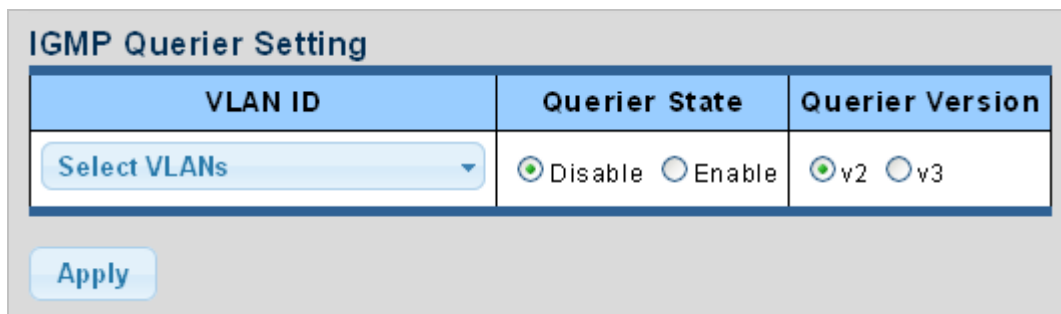 IGMP Querier Setting
VLAN ID Querier State Querier Version
Select VLANs Disable Enable v2 v3
Apply